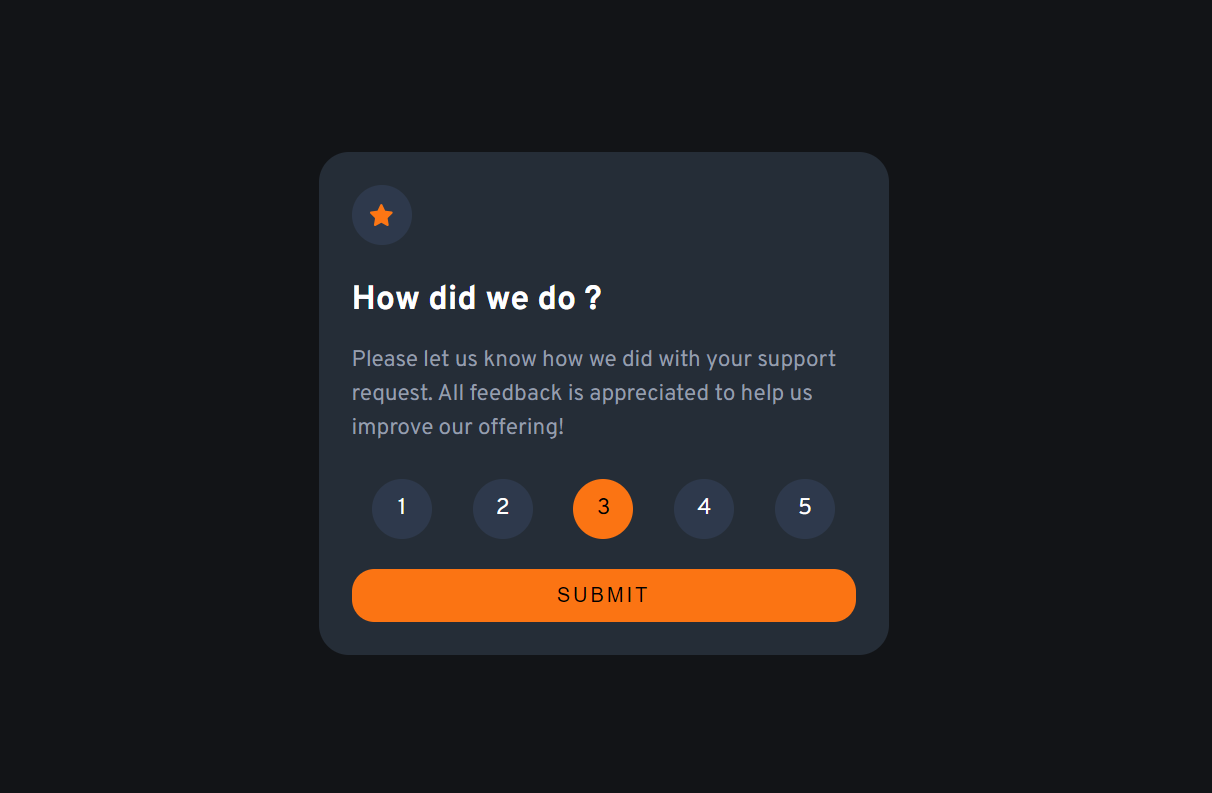 How did we do ?
Please let us know how we did with your support
request. All feedback is appreciated to help us
improve our offering!
1 2 3 4 5
SUBMIT